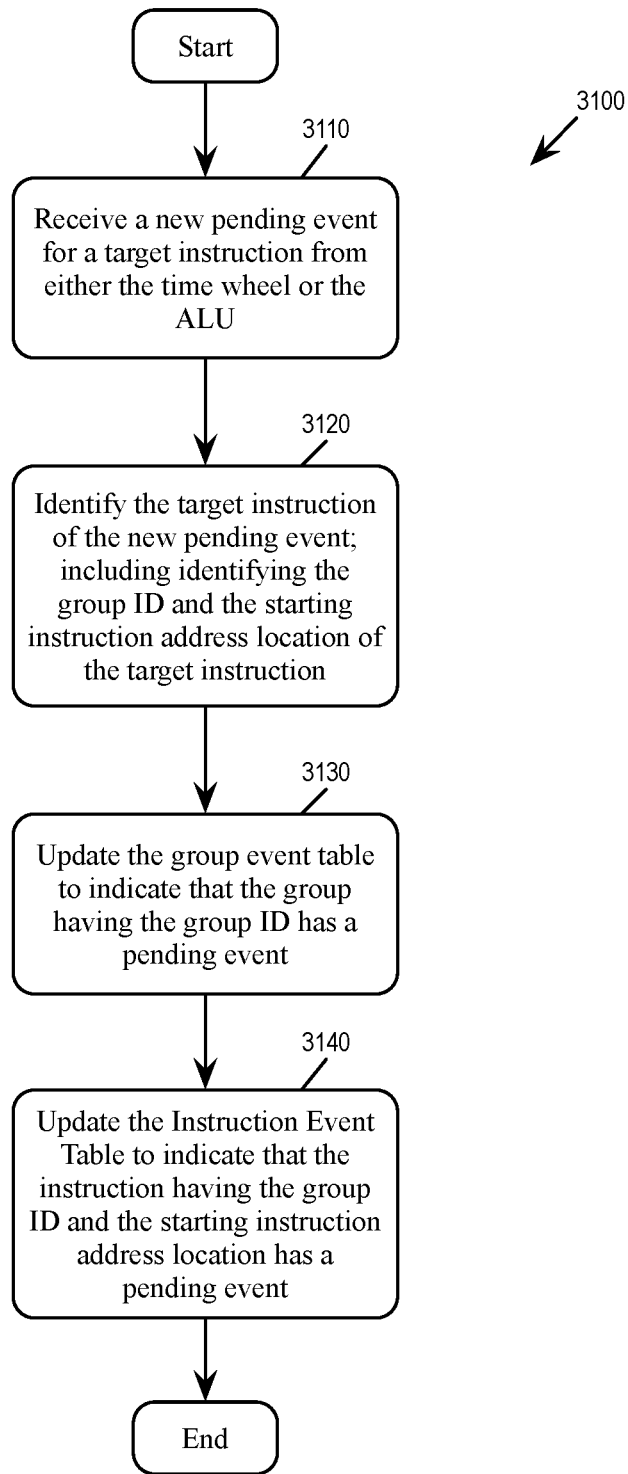 Start
3100
3110
Receive a new pending event
for a target instruction from
either the time wheel or the
ALU
3120
Identify the target instruction
of the new pending event;
including identifying the
group ID and the starting
instruction address location of
the target instruction
3130
Update the group event table
to indicate that the group
having the group ID has a
pending event
3140
Update the Instruction Event
Table to indicate that the
instruction having the group
ID and the starting instruction
address location has a
pending event
End